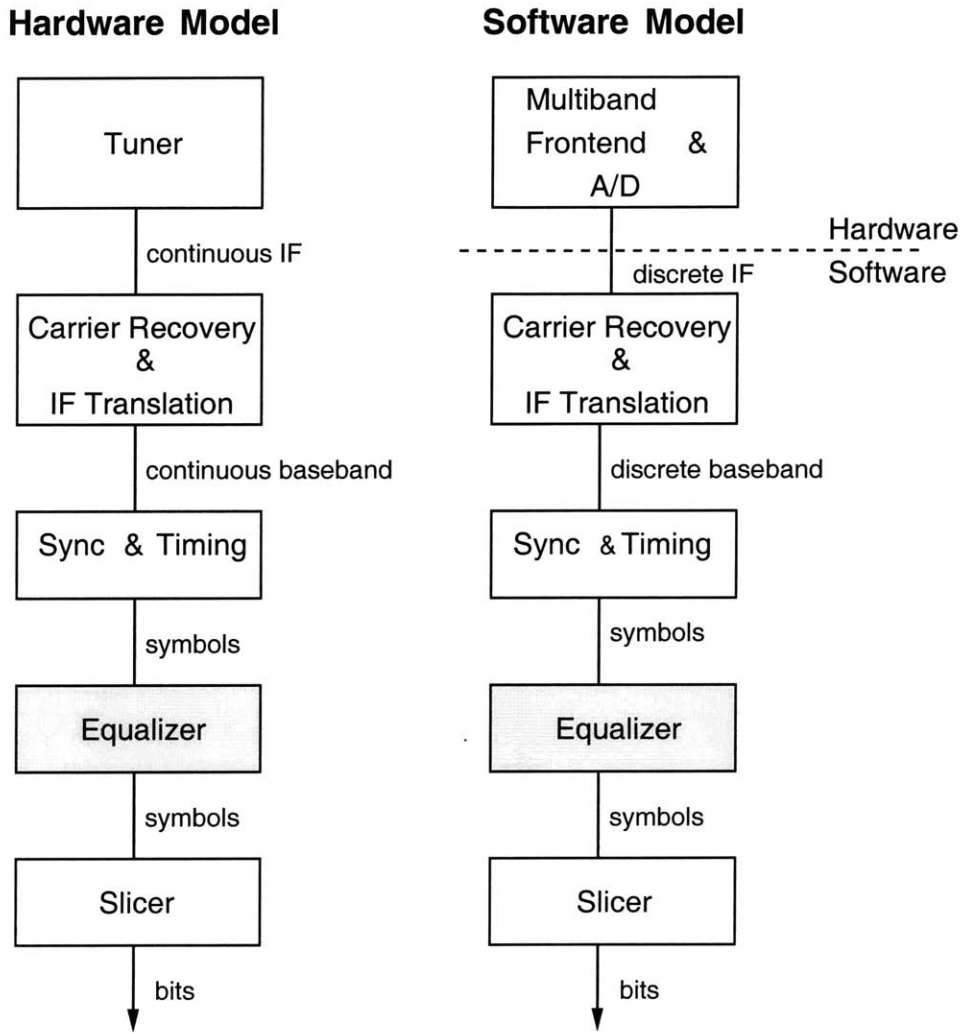 Hardware Model
Tuner
continuous IF
Carrier Recovery
&
IF Translation
continuous baseband
Sync & Timing
symbols
Equalizer
symbols
Slicer
bits
Software Model
Multiband
Frontend &
A/D
Hardware
discrete IF
Software
Carrier Recovery
&
IF Translation
discrete baseband
Sync & Timing
symbols
Equalizer
symbols
Slicer
bits